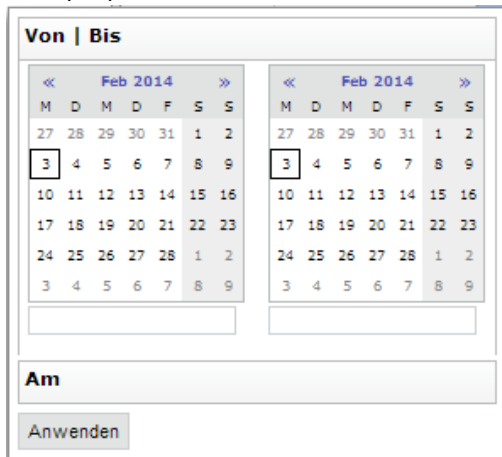 Von | Bis
« Feb 2014 » « Feb 2014 »
M D M D F S S M D M D F S S
27 28 29 30 31 1 2 27 28 29 30 31 1 2
3 4 5 6 7 8 9 3 4 5 6 7 8 9
10 11 12 13 14 15 16 10 11 12 13 14 15 16
17 18 19 20 21 22 23 17 18 19 20 21 22 23
24 25 26 27 28 1 2 24 25 26 27 28 1 2
3 4 5 6 7 8 9 3 4 5 6 7 8 9
Am
Anwenden